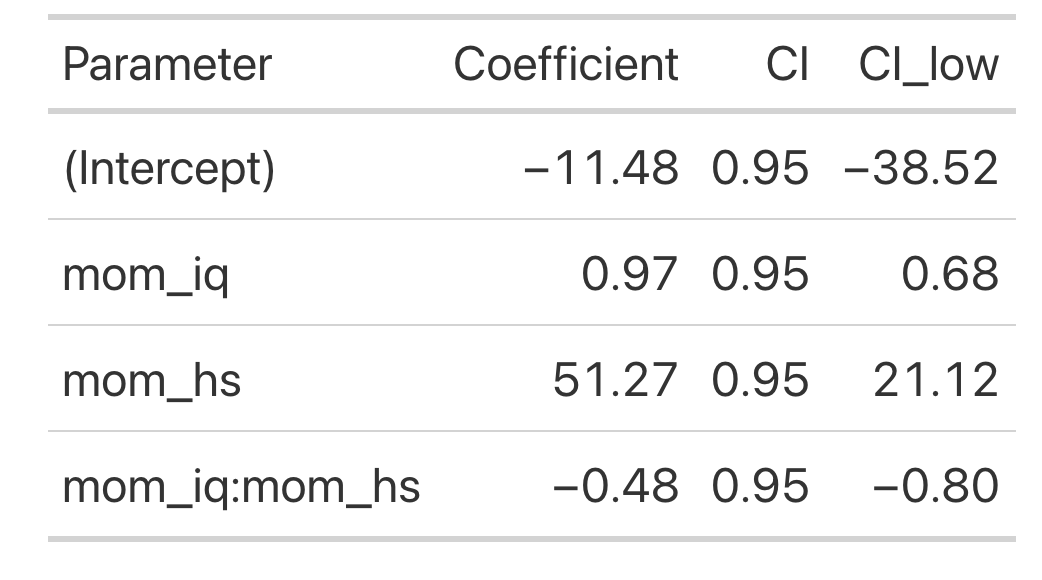 Parameter Coefficient CI CI_low
(Intercept) −11.48 0.95 −38.52
mom_iq 0.97 0.95 0.68
mom_hs 51.27 0.95 21.12
mom_iq:mom_hs −0.48 0.95 −0.80